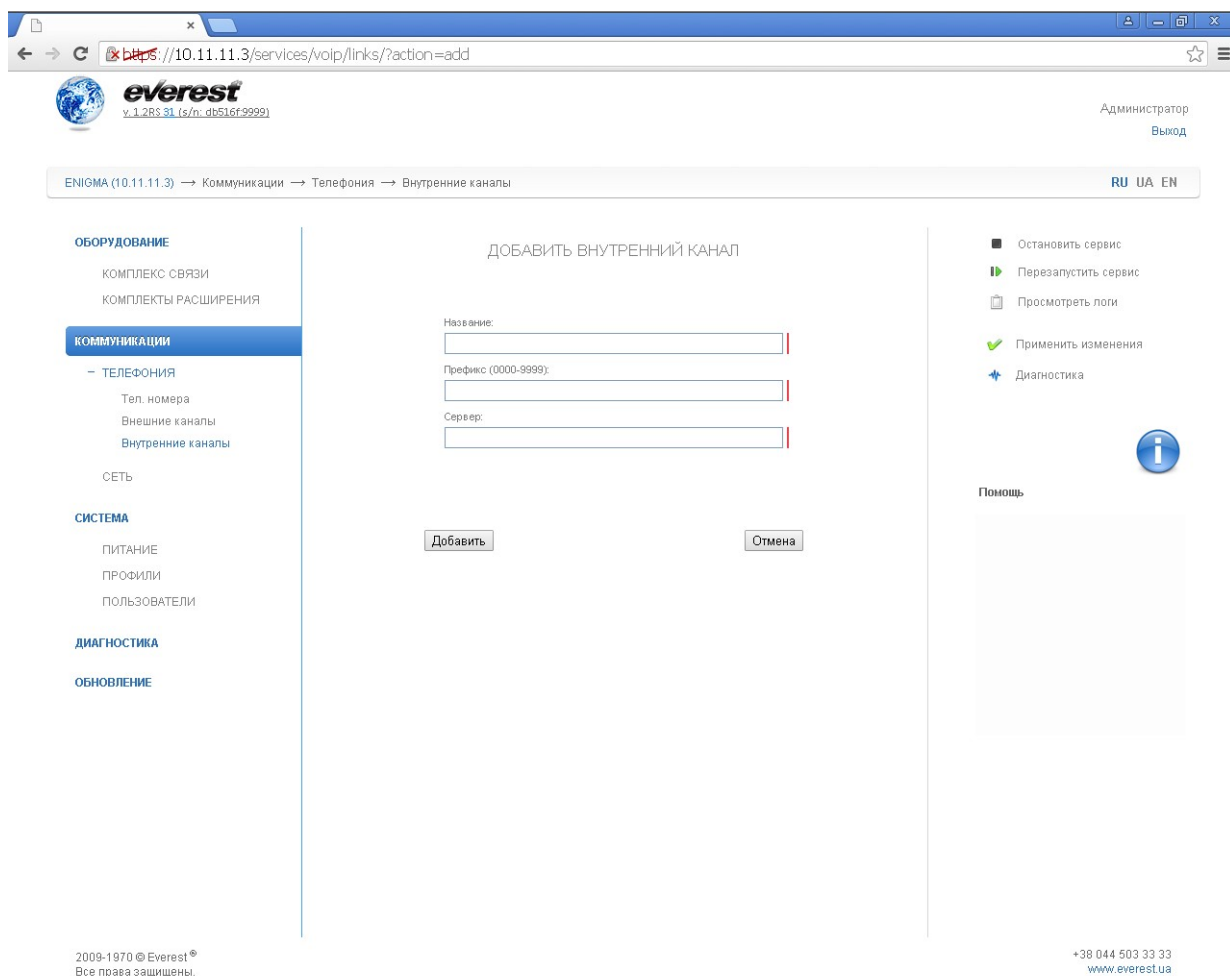 https://10.11.11.3/services/voip/links/?action=add
everest
v. 1.2RS 31 (s/n: db516f:9999)
Администратор
Выход
ENIGMA (10.11.11.3) → Коммуникации → Телефония → Внутренние каналы
RU UA EN
ОБОРУДОВАНИЕ
КОМПЛЕКС СВЯЗИ
КОМПЛЕКТЫ РАСШИРЕНИЯ
КОММУНИКАЦИИ
− ТЕЛЕФОНИЯ
Тел. номера
Внешние каналы
Внутренние каналы
СЕТЬ
СИСТЕМА
ПИТАНИЕ
ПРОФИЛИ
ПОЛЬЗОВАТЕЛИ
ДИАГНОСТИКА
ОБНОВЛЕНИЕ
ДОБАВИТЬ ВНУТРЕННИЙ КАНАЛ
Название:
Префикс (0000-9999):
Сервер:
Добавить
Отмена
Остановить сервис
Перезапустить сервис
Просмотреть логи
Применить изменения
Диагностика
i
Помощь
2009-1970 © Everest ®
Все права защищены.
+38 044 503 33 33
www.everest.ua